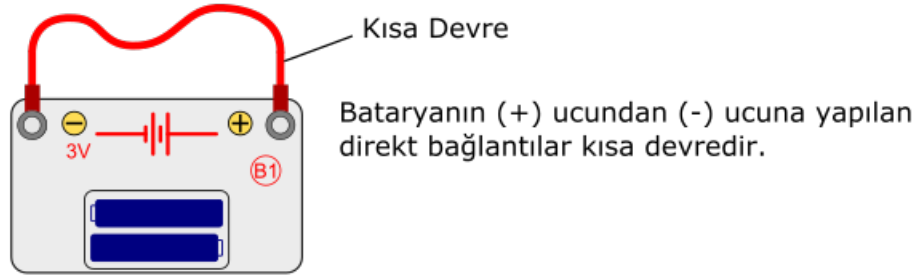 Kısa Devre
Bataryanın (+) ucundan (-) ucuna yapılan
direkt bağlantılar kısa devredir.
- +
3V
B1